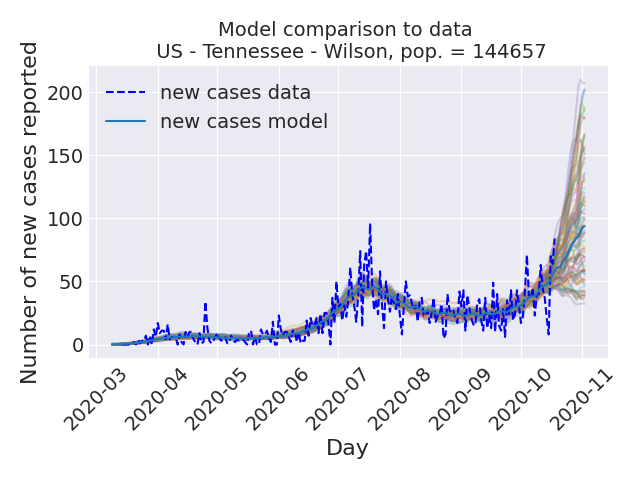 Model comparison to data
US - Tennessee - Wilson, pop. = 144657
Number of new cases reported
200
150
100
50
0
new cases data
new cases model
2020-03
2020-04
2020-05
2020-06
2020-07
2020-08
2020-09
2020-10
2020-11
Day